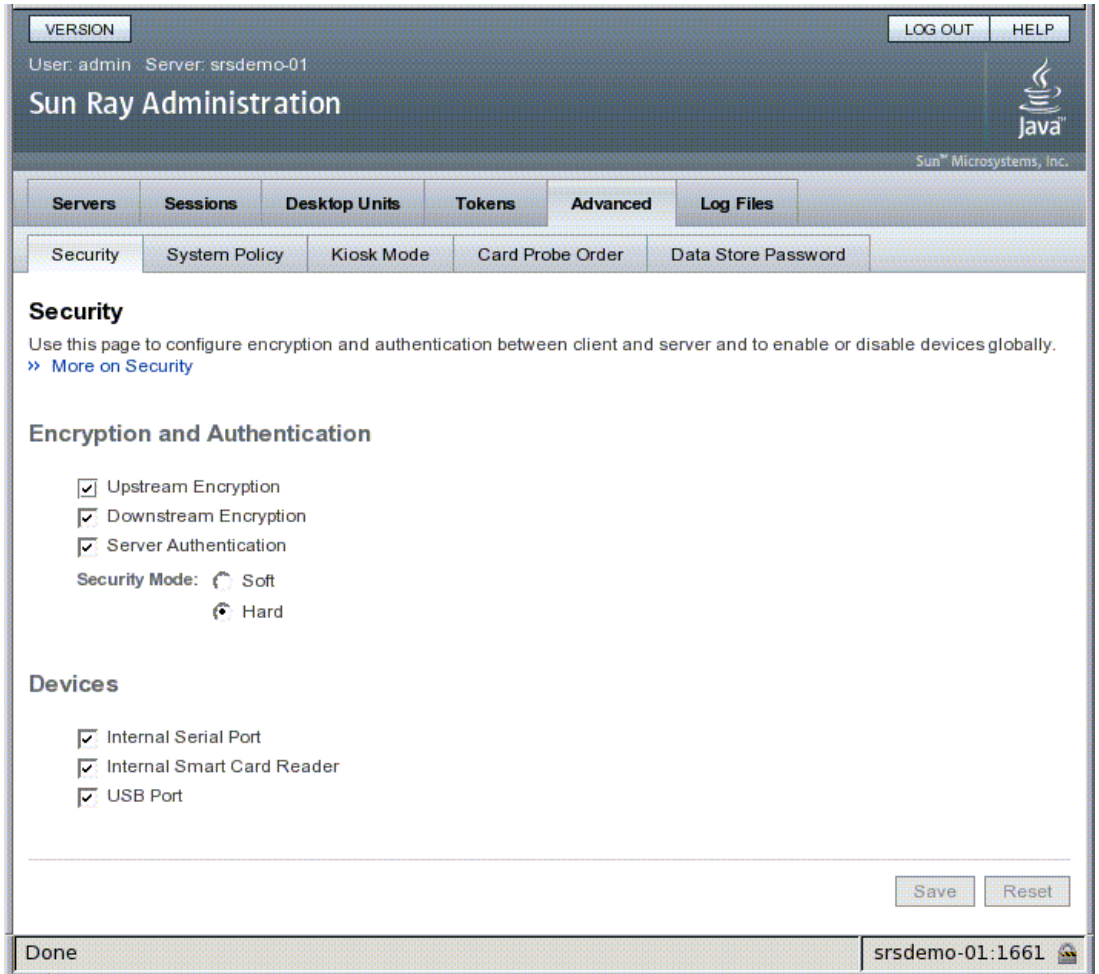 VERSION LOG OUT HELP
User: admin Server: srsdemo-01
Sun Ray Administration
Java™
Sun™ Microsystems, Inc.
Servers Sessions Desktop Units Tokens Advanced Log Files
Security System Policy Kiosk Mode Card Probe Order Data Store Password
Security
Use this page to configure encryption and authentication between client and server and to enable or disable devices globally.
» More on Security
Encryption and Authentication
Upstream Encryption
Downstream Encryption
Server Authentication
Security Mode: Soft
Hard
Devices
Internal Serial Port
Internal Smart Card Reader
USB Port
Save Reset
Done srsdemo-01:1661